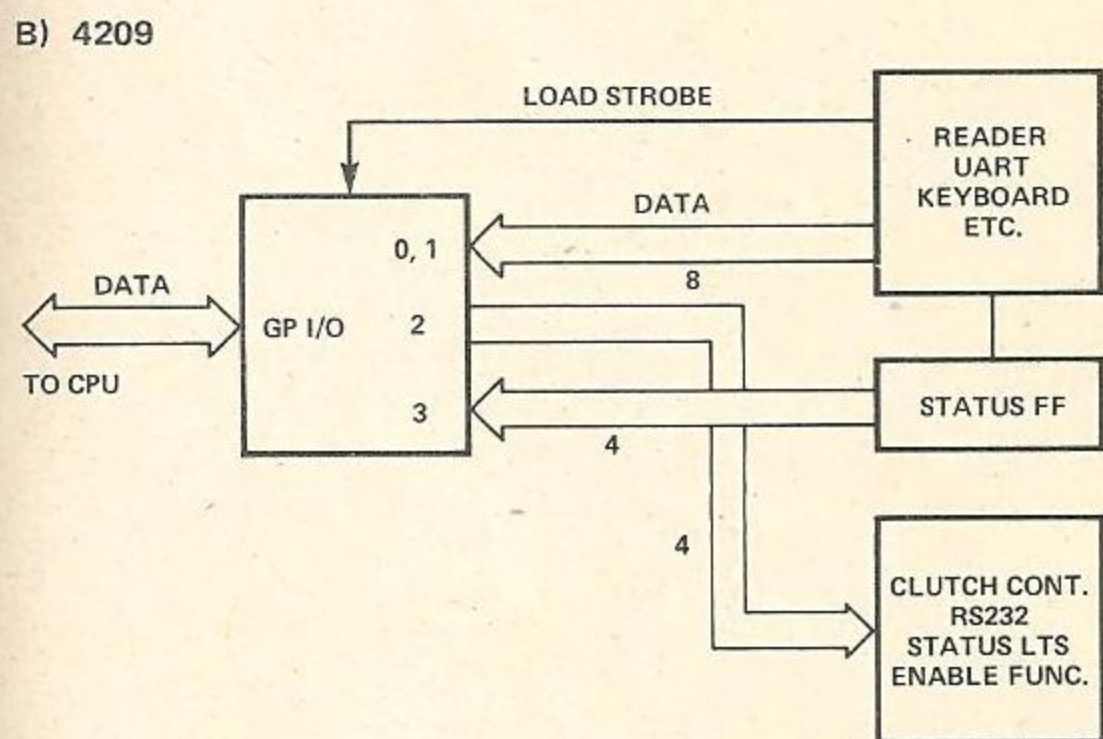 B) 4209
LOAD STROBE
READER
UART
KEYBOARD
ETC.
DATA
0, 1
8
DATA
GP I/O
2
TO CPU
3
4
STATUS FF
4
CLUTCH CONT.
RS232
STATUS LTS
ENABLE FUNC.